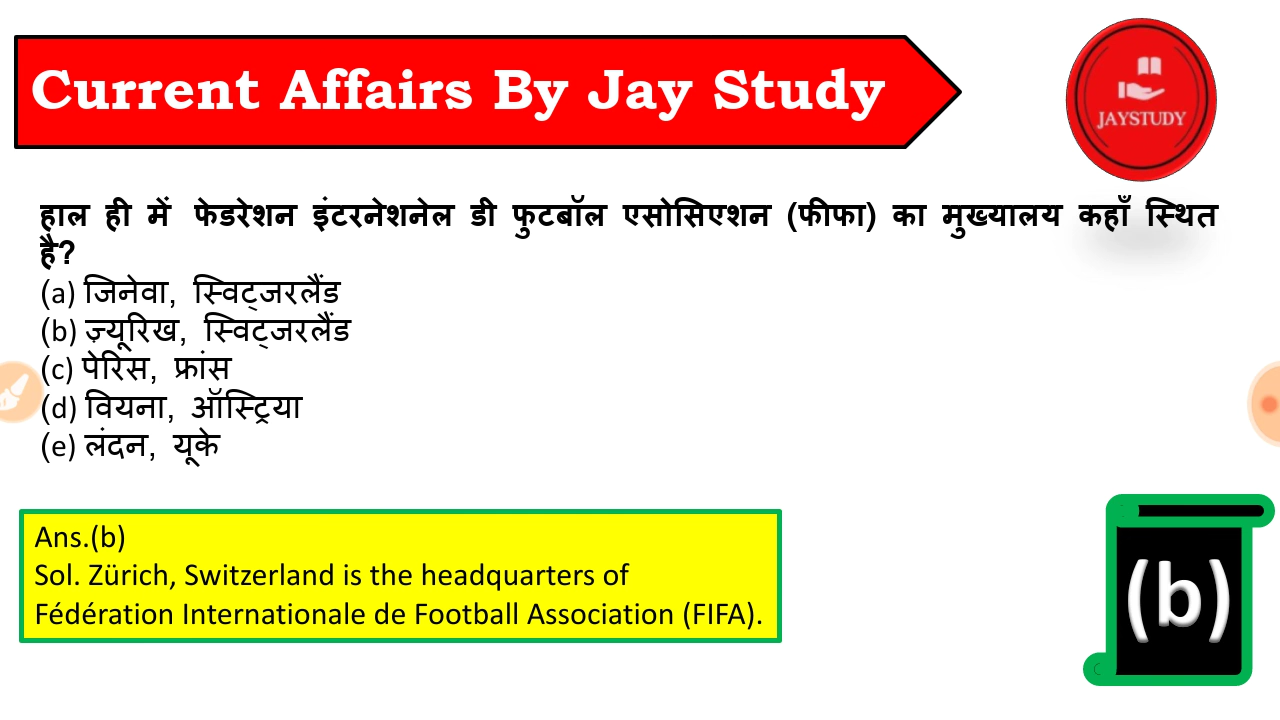 Current Affairs By Jay Study
JAYSTUDY
हाल ही में फेडरेशन इंटरनेशनेल डी फुटबॉल एसोसिएशन (फीफा) का मुख्यालय कहाँ स्थित
है?
(a) जिनेवा, स्विट्जरलैंड
(b) ज़्यूरिख, स्विट्जरलैंड
(c) पेरिस, फ्रांस
(d) वियना, ऑस्ट्रिया
(e) लंदन, यूके
Ans.(b)
Sol. Zürich, Switzerland is the headquarters of
Fédération Internationale de Football Association (FIFA).
(b)